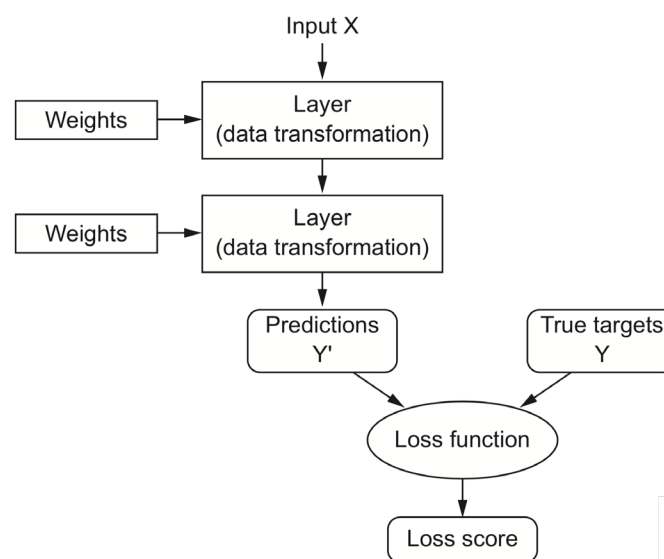 Input X
Layer
(data transformation)
Weights
Layer
(data transformation)
Weights
Predictions
Y'
True targets
Y
Loss function
Loss score